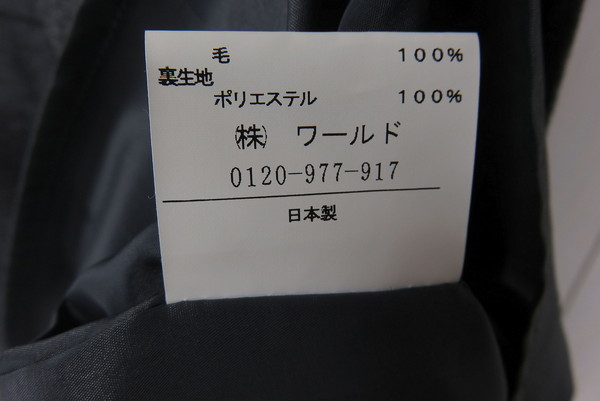 毛 100%
裏生地
ポリエステル 100%
㈱ ワールド
0120-977-917
日本製